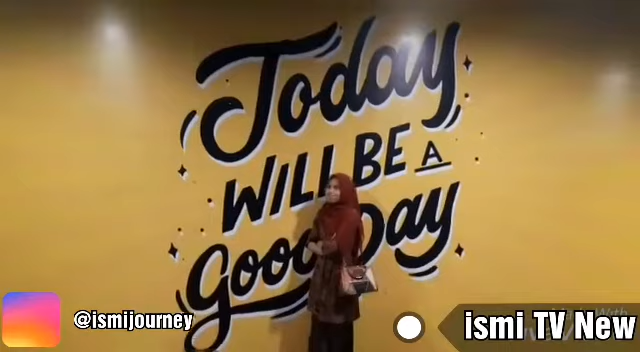 Today
WILL BE A
Good Day
@ismijourney
ismi TV New